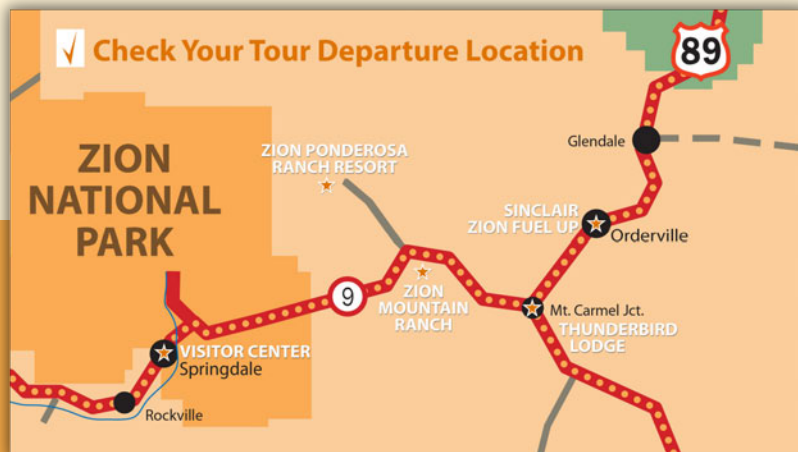 Check Your Tour Departure Location
89
ZION
NATIONAL
PARK
ZION PONDEROSA
RANCH RESORT
Glendale
SINCLAIR
ZION FUEL UP
Orderville
9
ZION
MOUNTAIN
RANCH
Mt. Carmel Jct.
THUNDERBIRD
LODGE
VISITOR CENTER
Springdale
Rockville